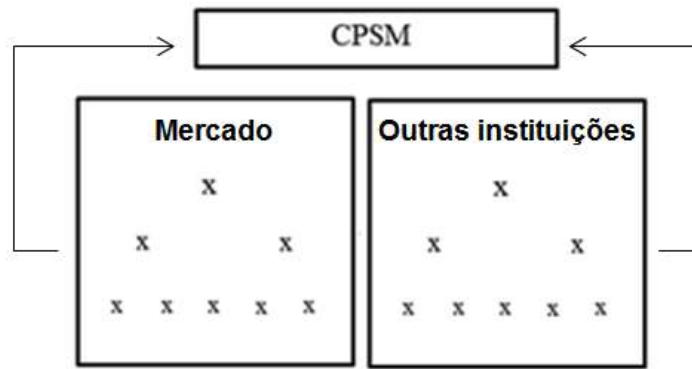 CPSM
Mercado
Outras instituições
x
x
x x
x x
x x x x x
x x x x x